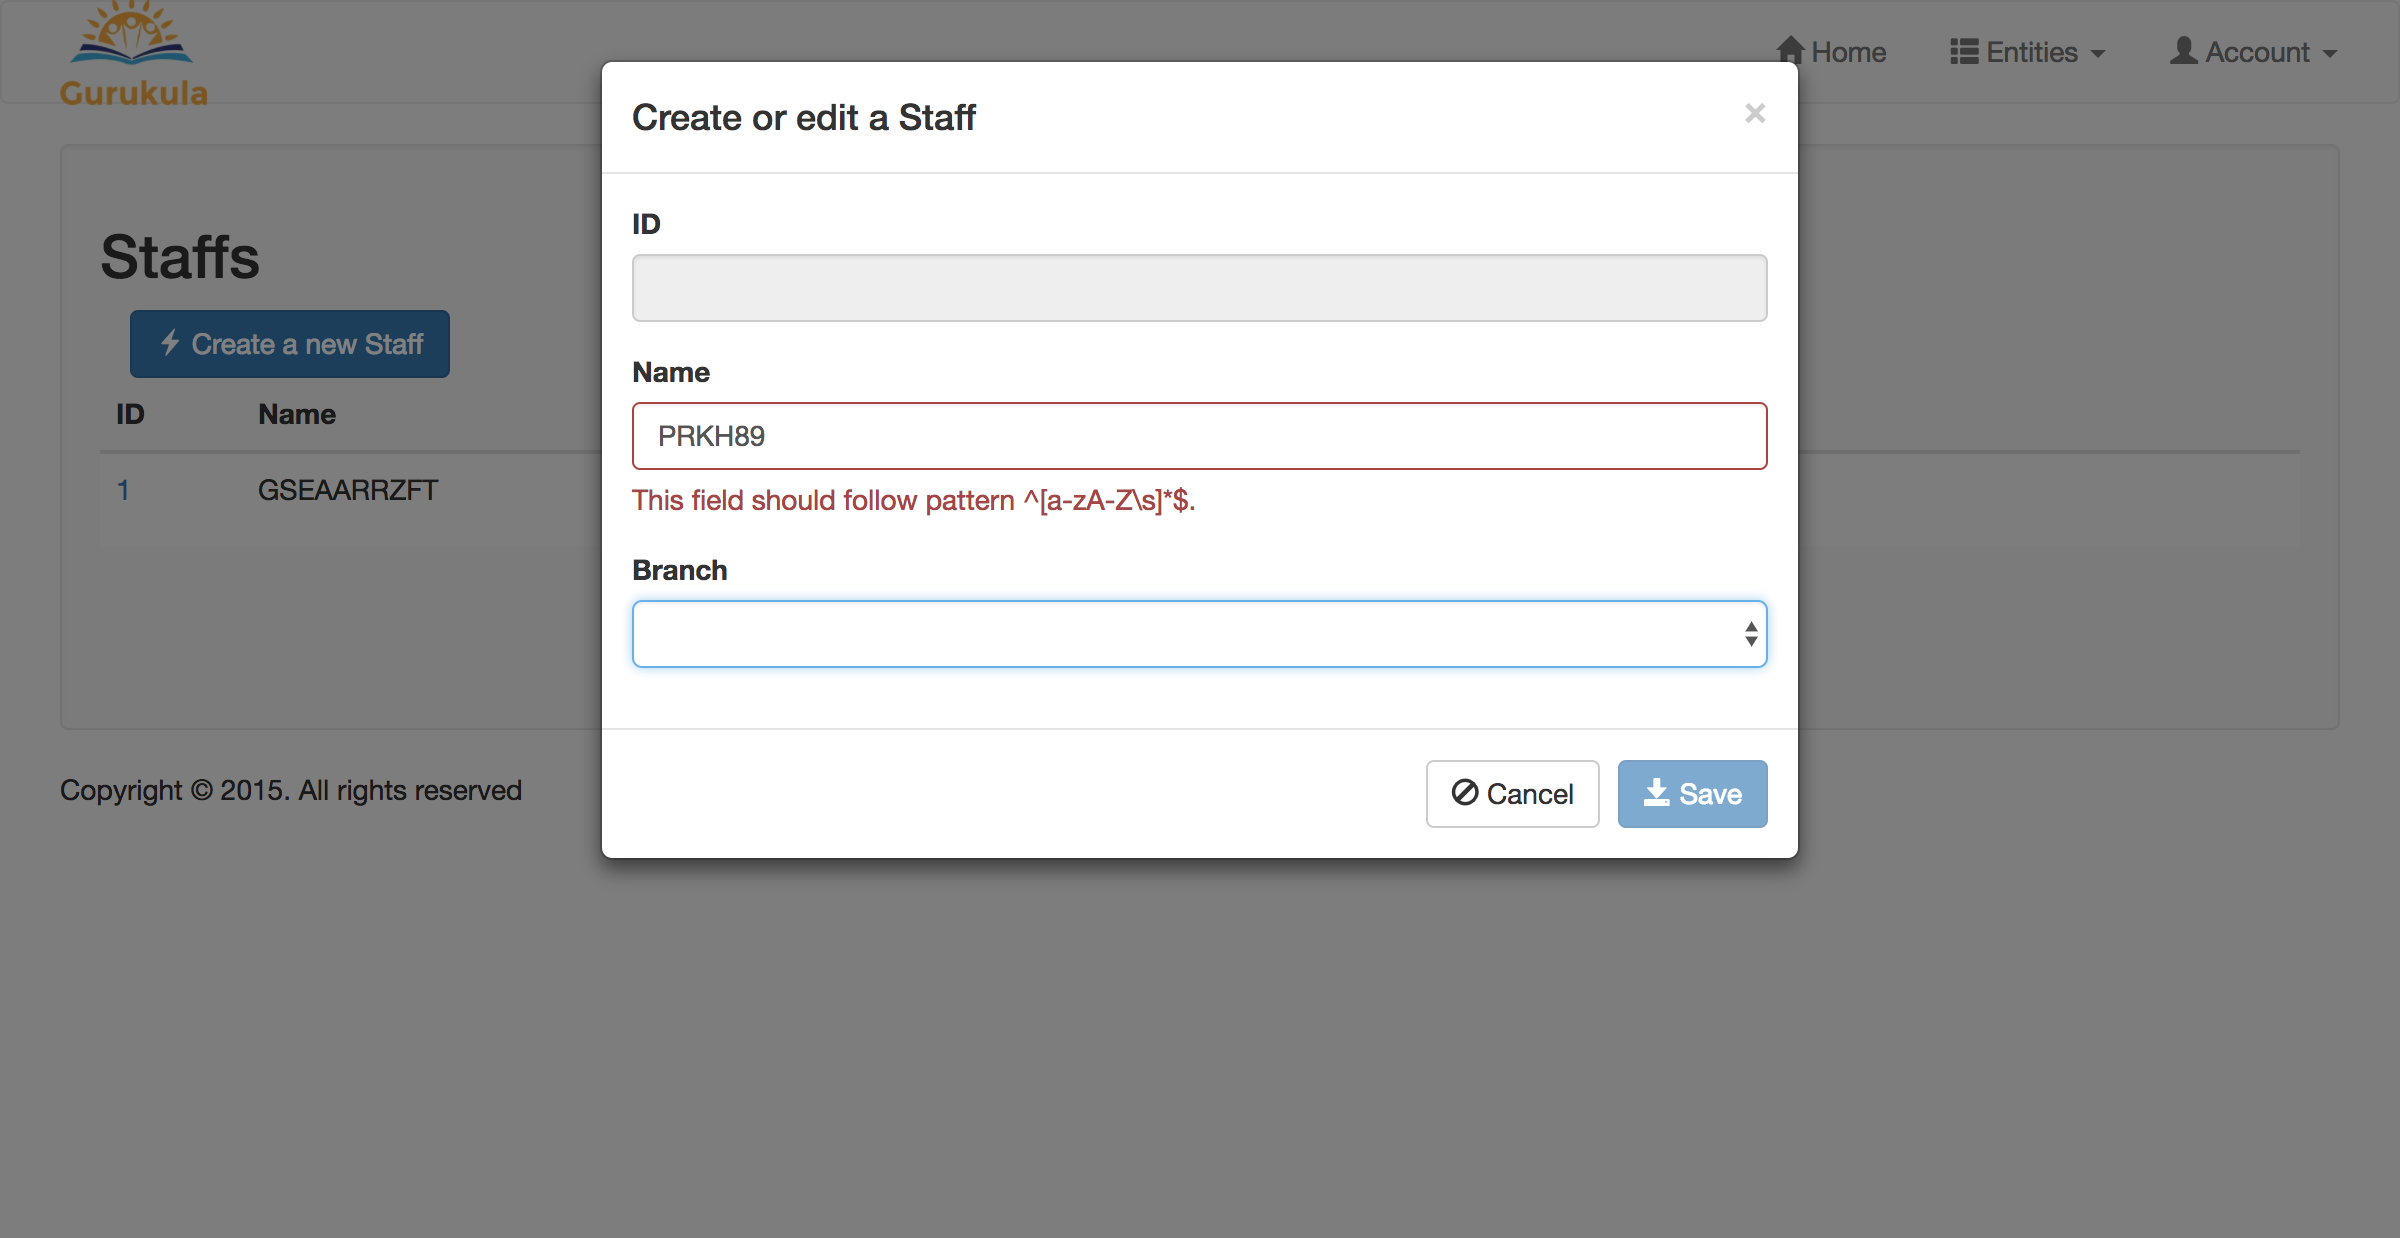 Gurukula
Home Entities Account
Create or edit a Staff ×
Staffs
Create a new Staff
ID Name
1 GSEAARRZFT
ID
Name
PRKH89
This field should follow pattern ^[a-zA-Z\s]*$.
Branch
Cancel Save
Copyright © 2015. All rights reserved